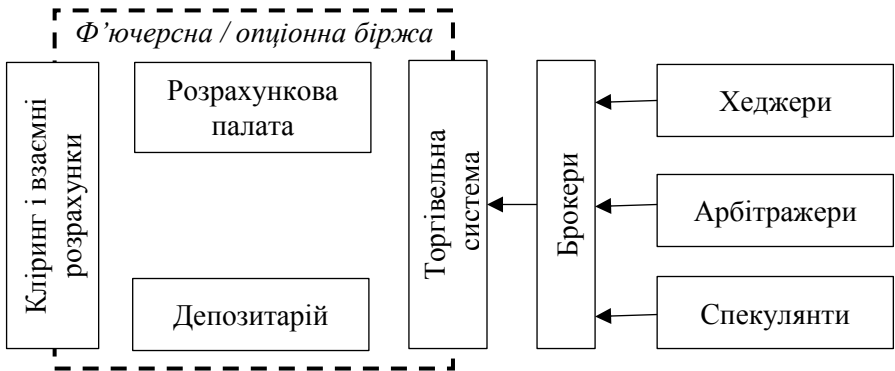 Ф’ючерсна / опціонна біржа
Кліринг і взаємні
розрахунки
Розрахункова
палата
Депозитарій
Торгівельна
система
Брокери
Хеджери
Арбітражери
Спекулянти